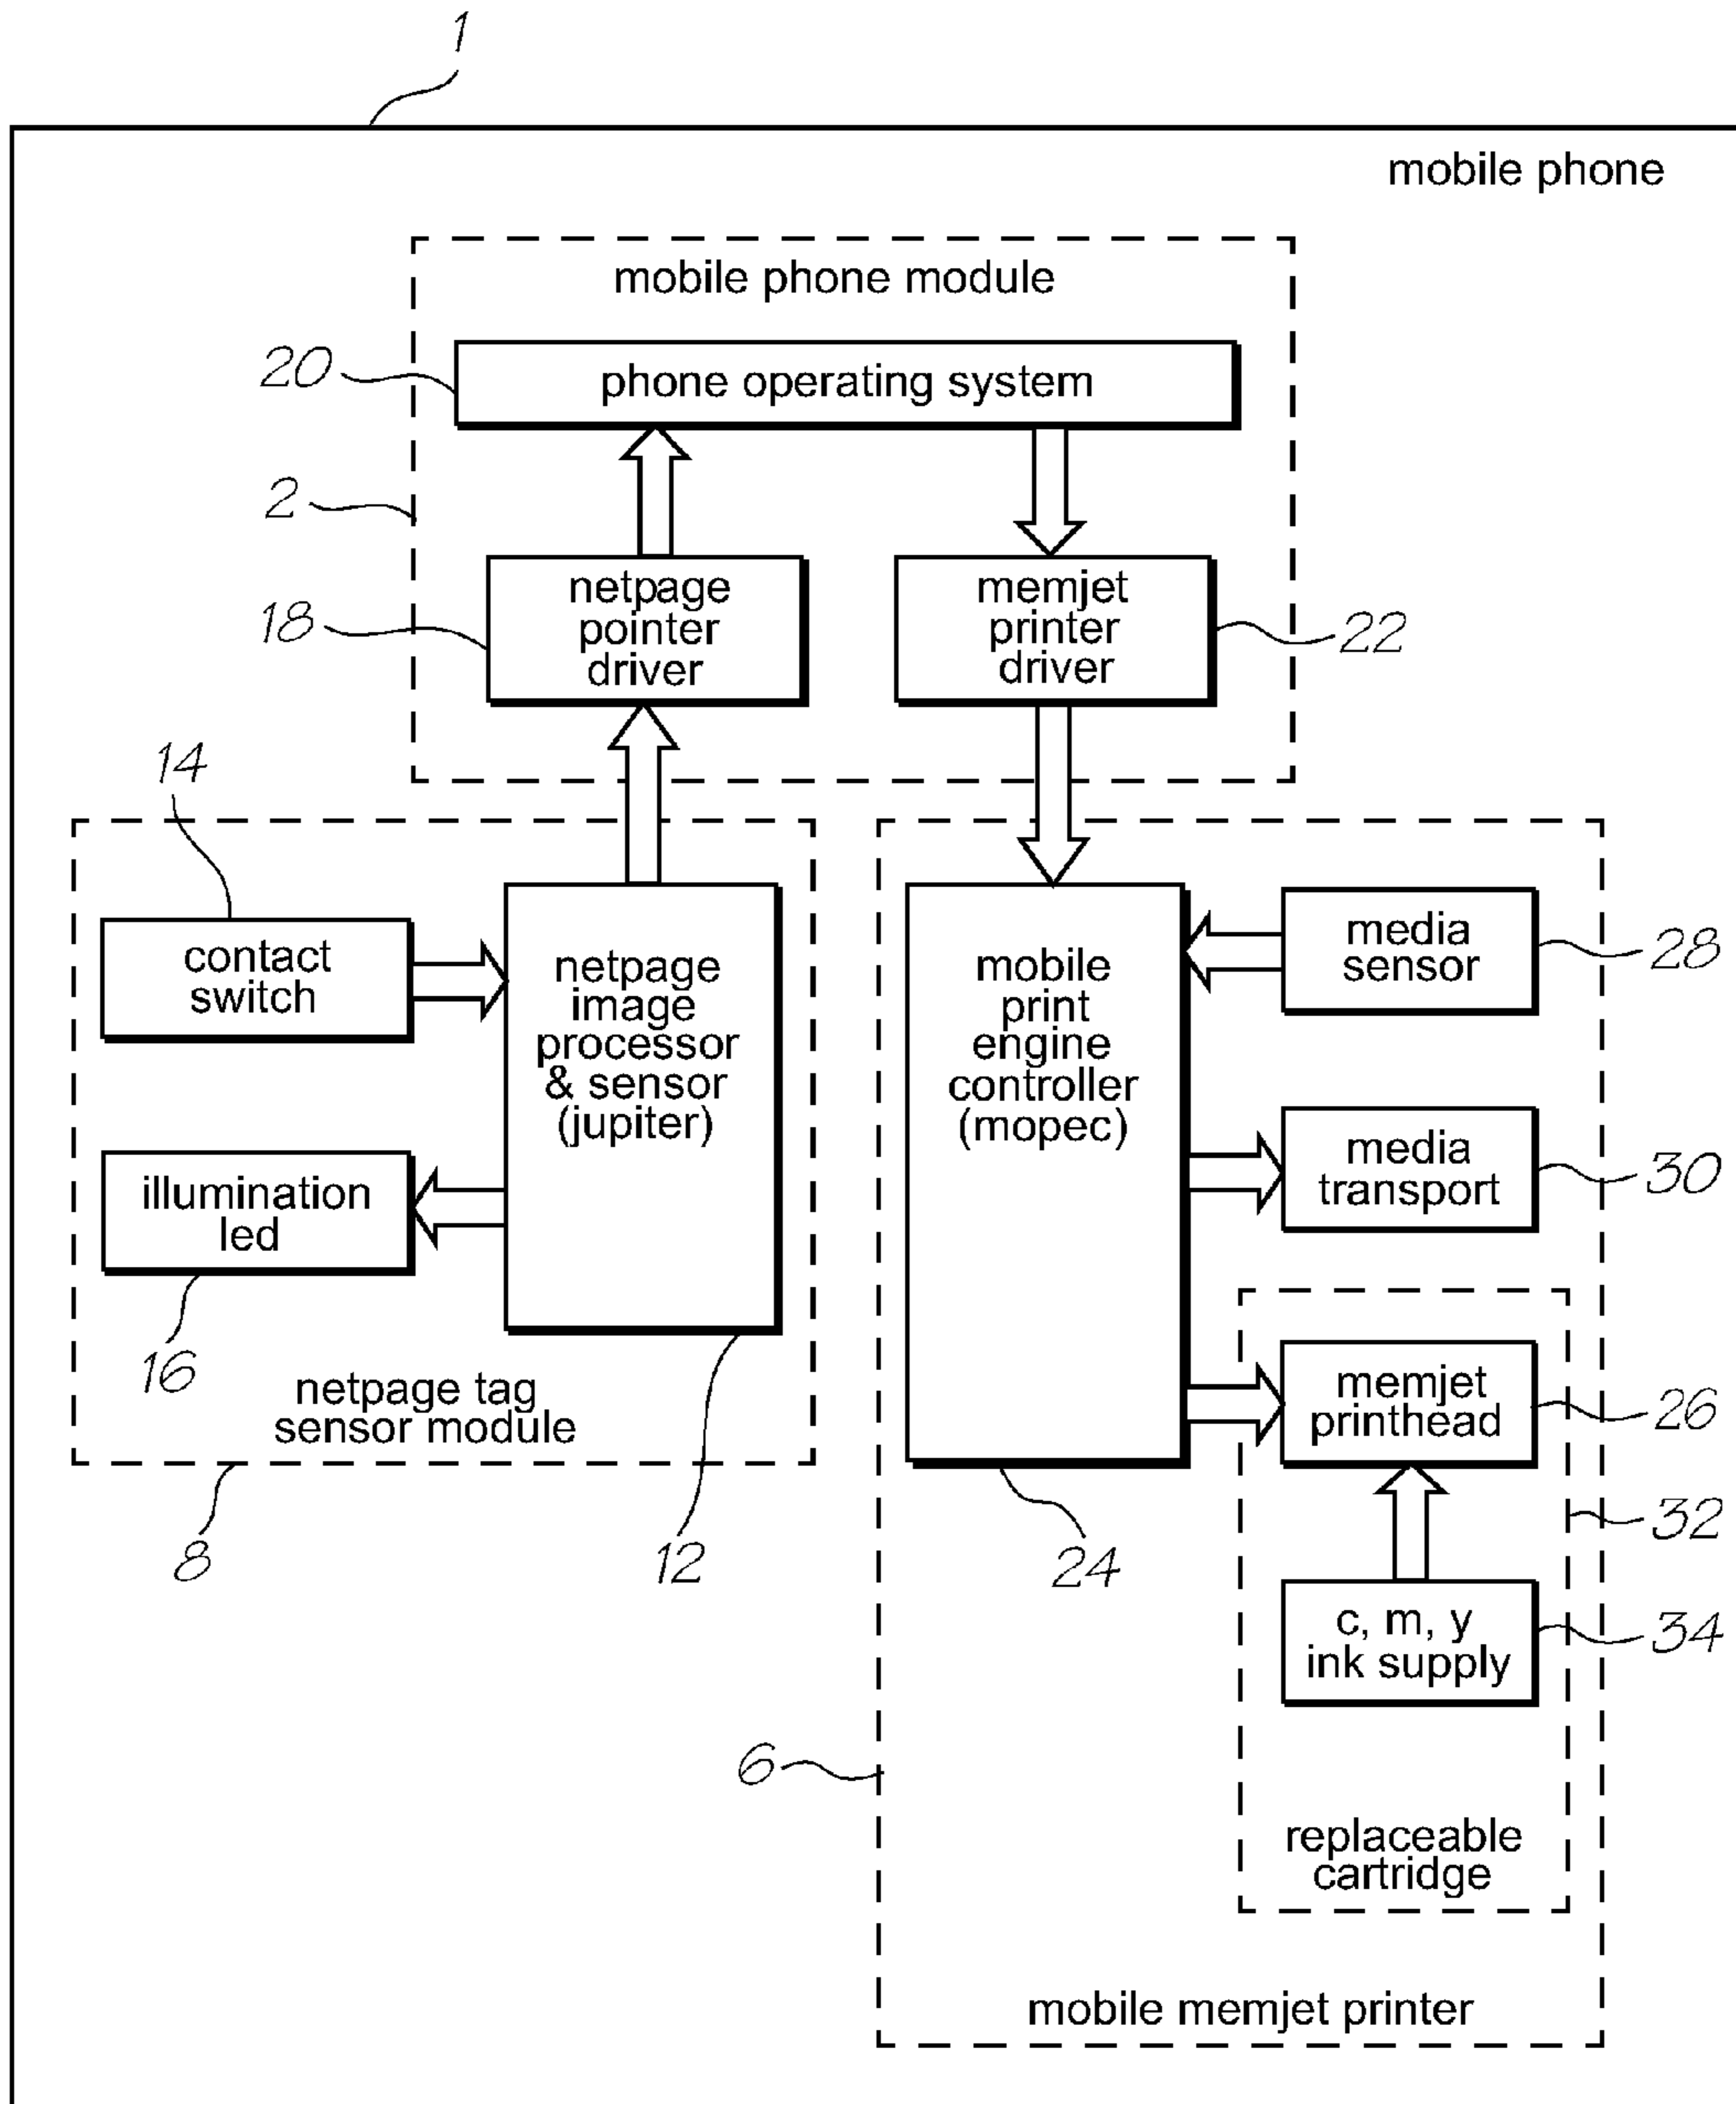 1
mobile phone
mobile phone module
20
phone operating system
2
netpage
pointer
driver
18
memjet
printer
driver
22
14
contact
switch
netpage
image
processor
& sensor
(jupiter)
illumination
led
16
netpage tag
sensor module
8
12
mobile
print
engine
controller
(mopec)
media
sensor
28
media
transport
30
memjet
printhead
26
32
24
c, m, y
ink supply
34
6
replaceable
cartridge
mobile memjet printer